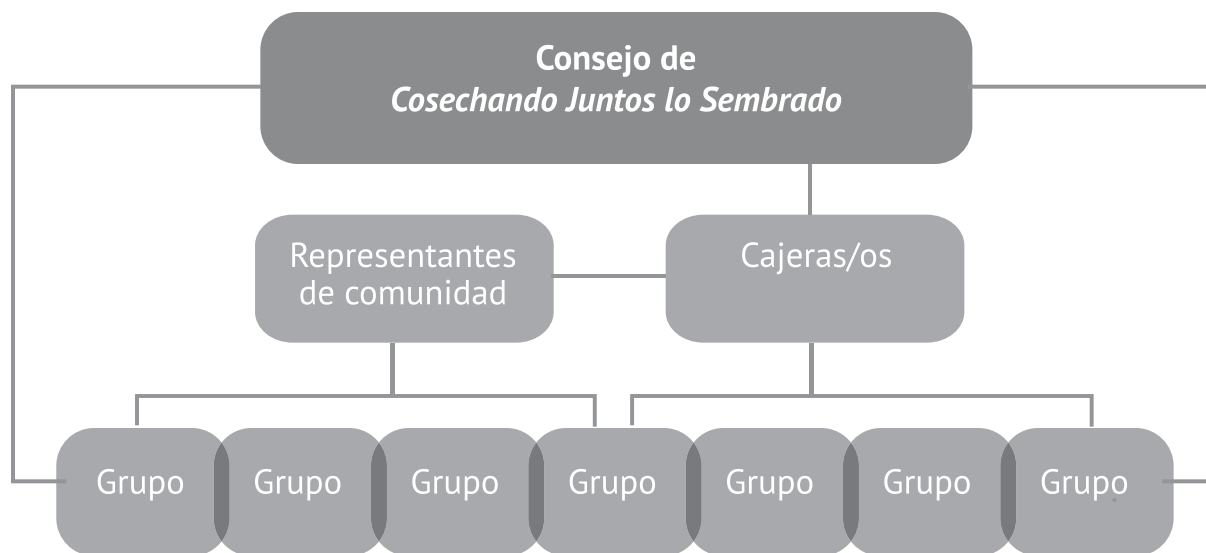 Consejo de
Cosechando Juntos lo Sembrado
Representantes
de comunidad
Cajeras/os
Grupo
Grupo
Grupo
Grupo
Grupo
Grupo
Grupo